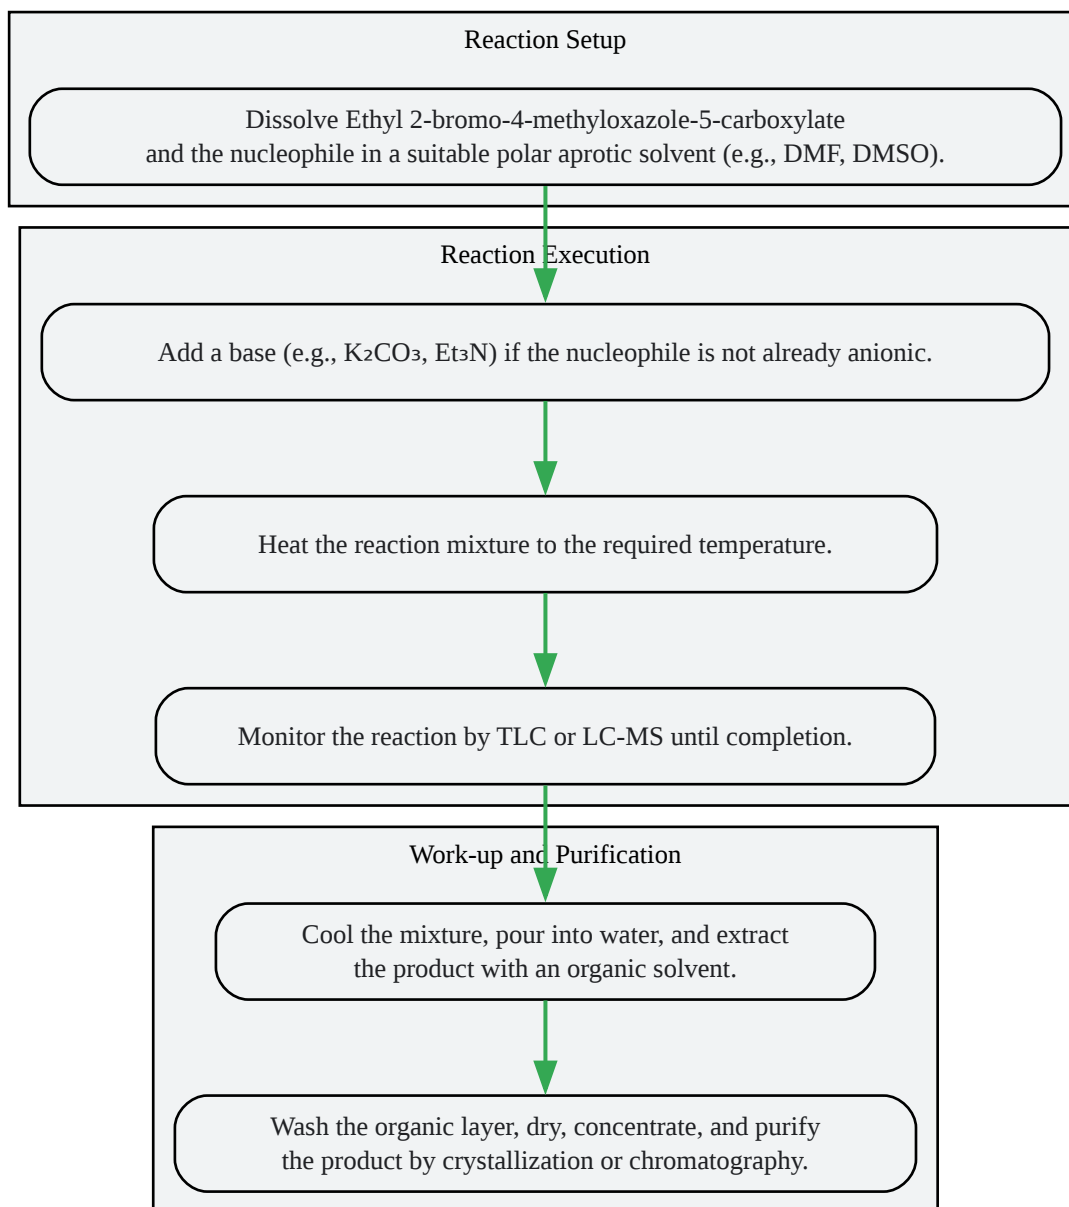 Reaction Setup
Dissolve Ethyl 2-bromo-4-methyloxazole-5-carboxylate
and the nucleophile in a suitable polar aprotic solvent (e.g., DMF, DMSO).
Reaction Execution
Add a base (e.g., K₂CO₃, Et₃N) if the nucleophile is not already anionic.
Heat the reaction mixture to the required temperature.
Monitor the reaction by TLC or LC-MS until completion.
Work-up and Purification
Cool the mixture, pour into water, and extract
the product with an organic solvent.
Wash the organic layer, dry, concentrate, and purify
the product by crystallization or chromatography.